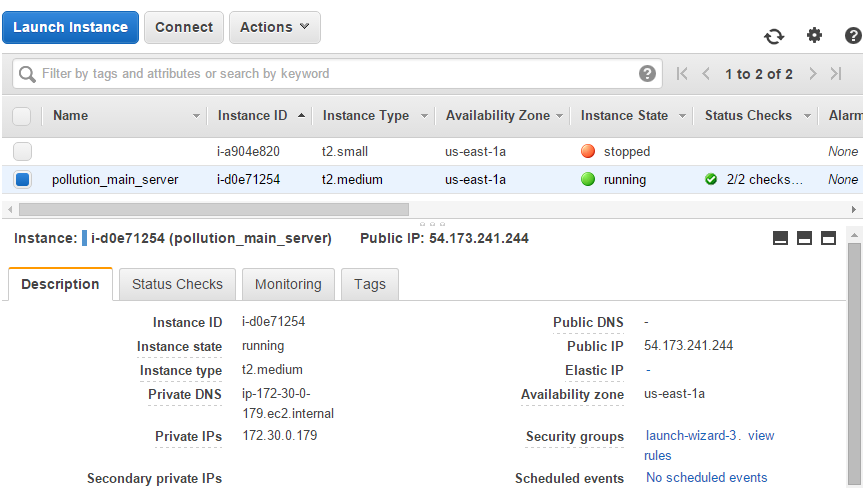 Launch Instance Connect Actions
Filter by tags and attributes or search by keyword 1 to 2 of 2
Name Instance ID Instance Type Availability Zone Instance State Status Checks Alarm
i-a904e820 t2.small us-east-1a stopped None
pollution_main_server i-d0e71254 t2.medium us-east-1a running 2/2 checks... None
Instance: i-d0e71254 (pollution_main_server) Public IP: 54.173.241.244
Description Status Checks Monitoring Tags
Instance ID i-d0e71254 Public DNS -
Instance state running Public IP 54.173.241.244
Instance type t2.medium Elastic IP -
Private DNS ip-172-30-0- Availability zone us-east-1a
179.ec2.internal
Private IPs 172.30.0.179 Security groups launch-wizard-3. view
rules
Secondary private IPs Scheduled events No scheduled events